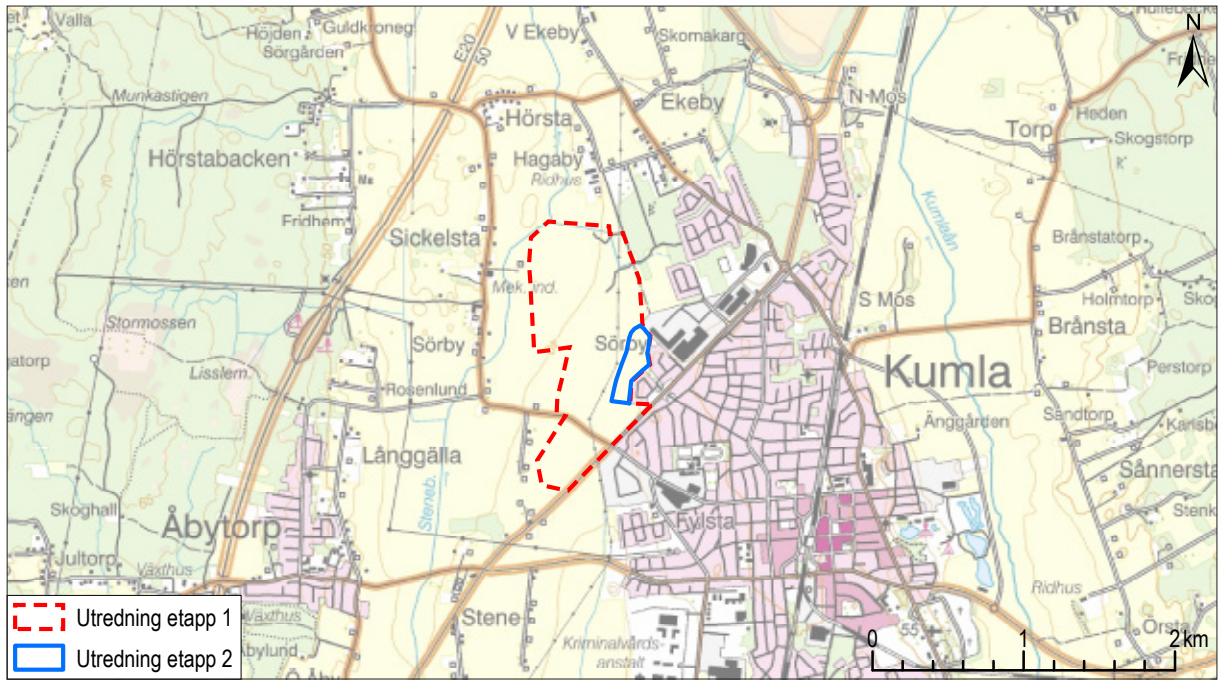 Valla
Höjden
Guldkroneg
Sörgården
V Ekeby
Skomakarg
E20
50
N
Munkastigen
Hörsta
Ekeby
N Mos
Torp
Heden
Skogstorp
Hörstabacken
Hagaby
Ridhus
Fridhem
Kumlaån
Sickelsta
Brånstatorp
Mek. ind.
S Mos
Holmtorp
Stormossen
Brånsta
Sörby
Sörby
Lisslem.
Perstorp
Kumla
Rosenlund
Änggården
Sandtorp
Långgälla
Steneb.
Sånnersta
Skoghall
Åbytorp
Fylsta
Jultorp
Växthus
Ridhus
Växthus
Stene
55
Örsta
Kriminalvårds-
anstalt
Utredning etapp 1
Utredning etapp 2
0 1 2 km